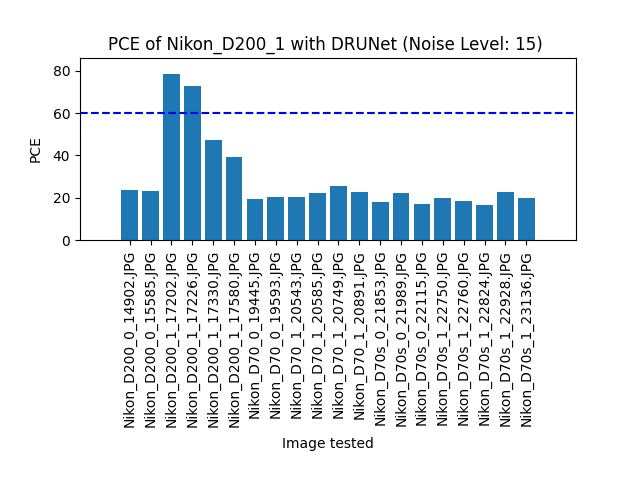 PCE of Nikon_D200_1 with DRUNet (Noise Level: 15)
80
60
40
20
0
PCE
Nikon_D200_0_14902.JPG
Nikon_D200_0_15585.JPG
Nikon_D200_1_17202.JPG
Nikon_D200_1_17226.JPG
Nikon_D200_1_17330.JPG
Nikon_D200_1_17580.JPG
Nikon_D70_0_19445.JPG
Nikon_D70_0_19593.JPG
Nikon_D70_1_20543.JPG
Nikon_D70_1_20585.JPG
Nikon_D70_1_20749.JPG
Nikon_D70_1_20891.JPG
Nikon_D70s_0_21853.JPG
Nikon_D70s_0_21989.JPG
Nikon_D70s_0_22115.JPG
Nikon_D70s_1_22750.JPG
Nikon_D70s_1_22760.JPG
Nikon_D70s_1_22824.JPG
Nikon_D70s_1_22928.JPG
Nikon_D70s_1_23136.JPG
Image tested